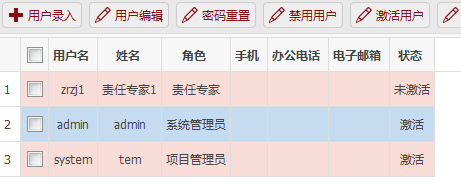 用户录入 用户编辑 密码重置 禁用用户 激活用户
用户名 姓名 角色 手机 办公电话 电子邮箱 状态
1 zrzj1 责任专家1 责任专家 未激活
2 admin admin 系统管理员 激活
3 system tem 项目管理员 激活